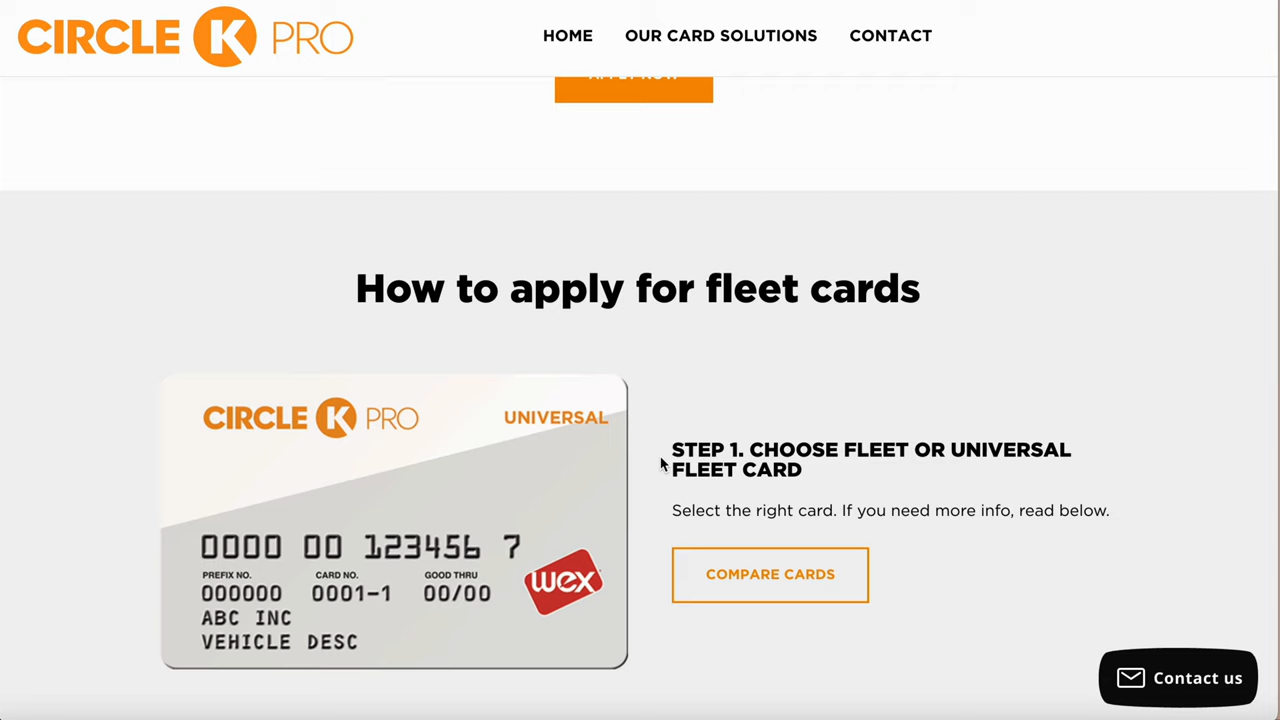 CIRCLE K PRO
HOME OUR CARD SOLUTIONS CONTACT
APPLY NOW
How to apply for fleet cards
CIRCLE K PRO UNIVERSAL
STEP 1. CHOOSE FLEET OR UNIVERSAL
FLEET CARD
Select the right card. If you need more info, read below.
COMPARE CARDS
0000 00 123456 7
PREFIX NO. CARD NO. GOOD THRU
000000 0001-1 00/00
wex
ABC INC
VEHICLE DESC
Contact us